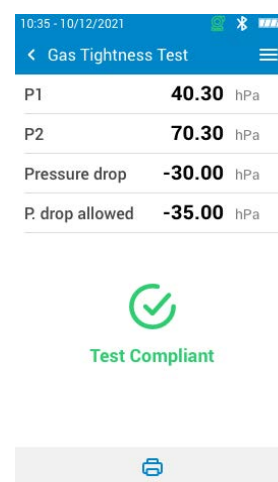 10:35 - 10/12/2021
Gas Tightness Test
P1 40.30 hPa
P2 70.30 hPa
Pressure drop -30.00 hPa
P. drop allowed -35.00 hPa
Test Compliant